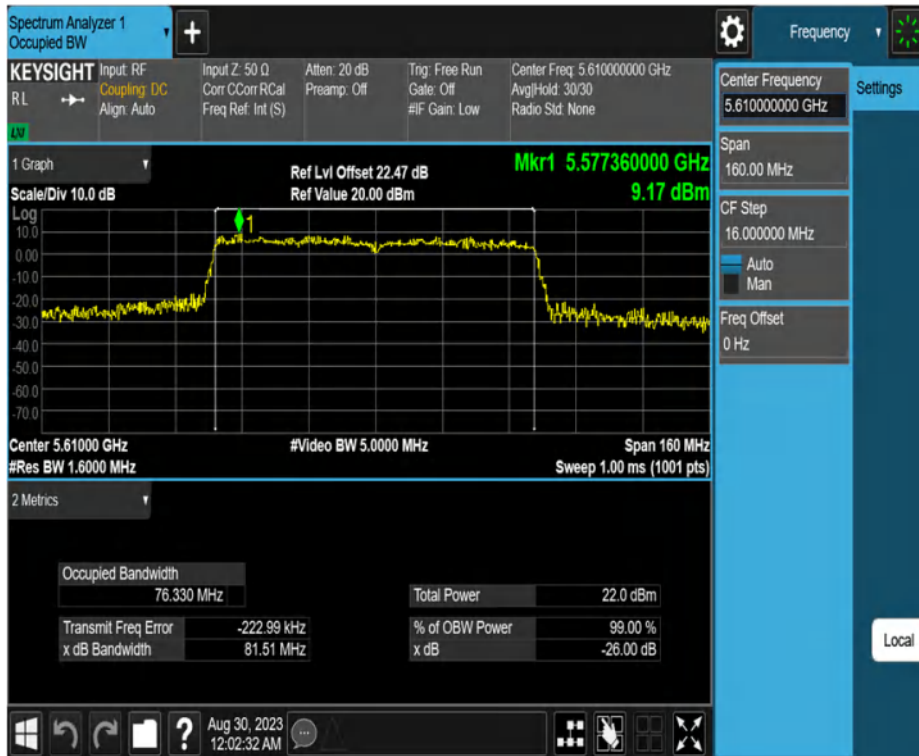 Spectrum Analyzer 1
Occupied BW
+
Frequency
KEYSIGHT
RL
LXI
Input: RF
Coupling: DC
Align: Auto
Input Z: 50 Ω
Corr CCorr RCal
Freq Ref: Int (S)
Atten: 20 dB
Preamp: Off
Trig: Free Run
Gate: Off
#IF Gain: Low
Center Freq: 5.610000000 GHz
Avg|Hold: 30/30
Radio Std: None
Center Frequency
5.610000000 GHz
Settings
Span
160.00 MHz
CF Step
16.000000 MHz
Auto
Man
Freq Offset
0 Hz
Local
1 Graph
Scale/Div 10.0 dB
Ref Lvl Offset 22.47 dB
Ref Value 20.00 dBm
Mkr1 5.577360000 GHz
9.17 dBm
Log
1
10.0
0.00
-10.0
-20.0
-30.0
-40.0
-50.0
-60.0
-70.0
Center 5.61000 GHz
#Video BW 5.0000 MHz
Span 160 MHz
#Res BW 1.6000 MHz
Sweep 1.00 ms (1001 pts)
2 Metrics
Occupied Bandwidth
76.330 MHz
Total Power 22.0 dBm
Transmit Freq Error -222.99 kHz
% of OBW Power 99.00 %
x dB Bandwidth 81.51 MHz
x dB -26.00 dB
?
Aug 30, 2023
12:02:32 AM